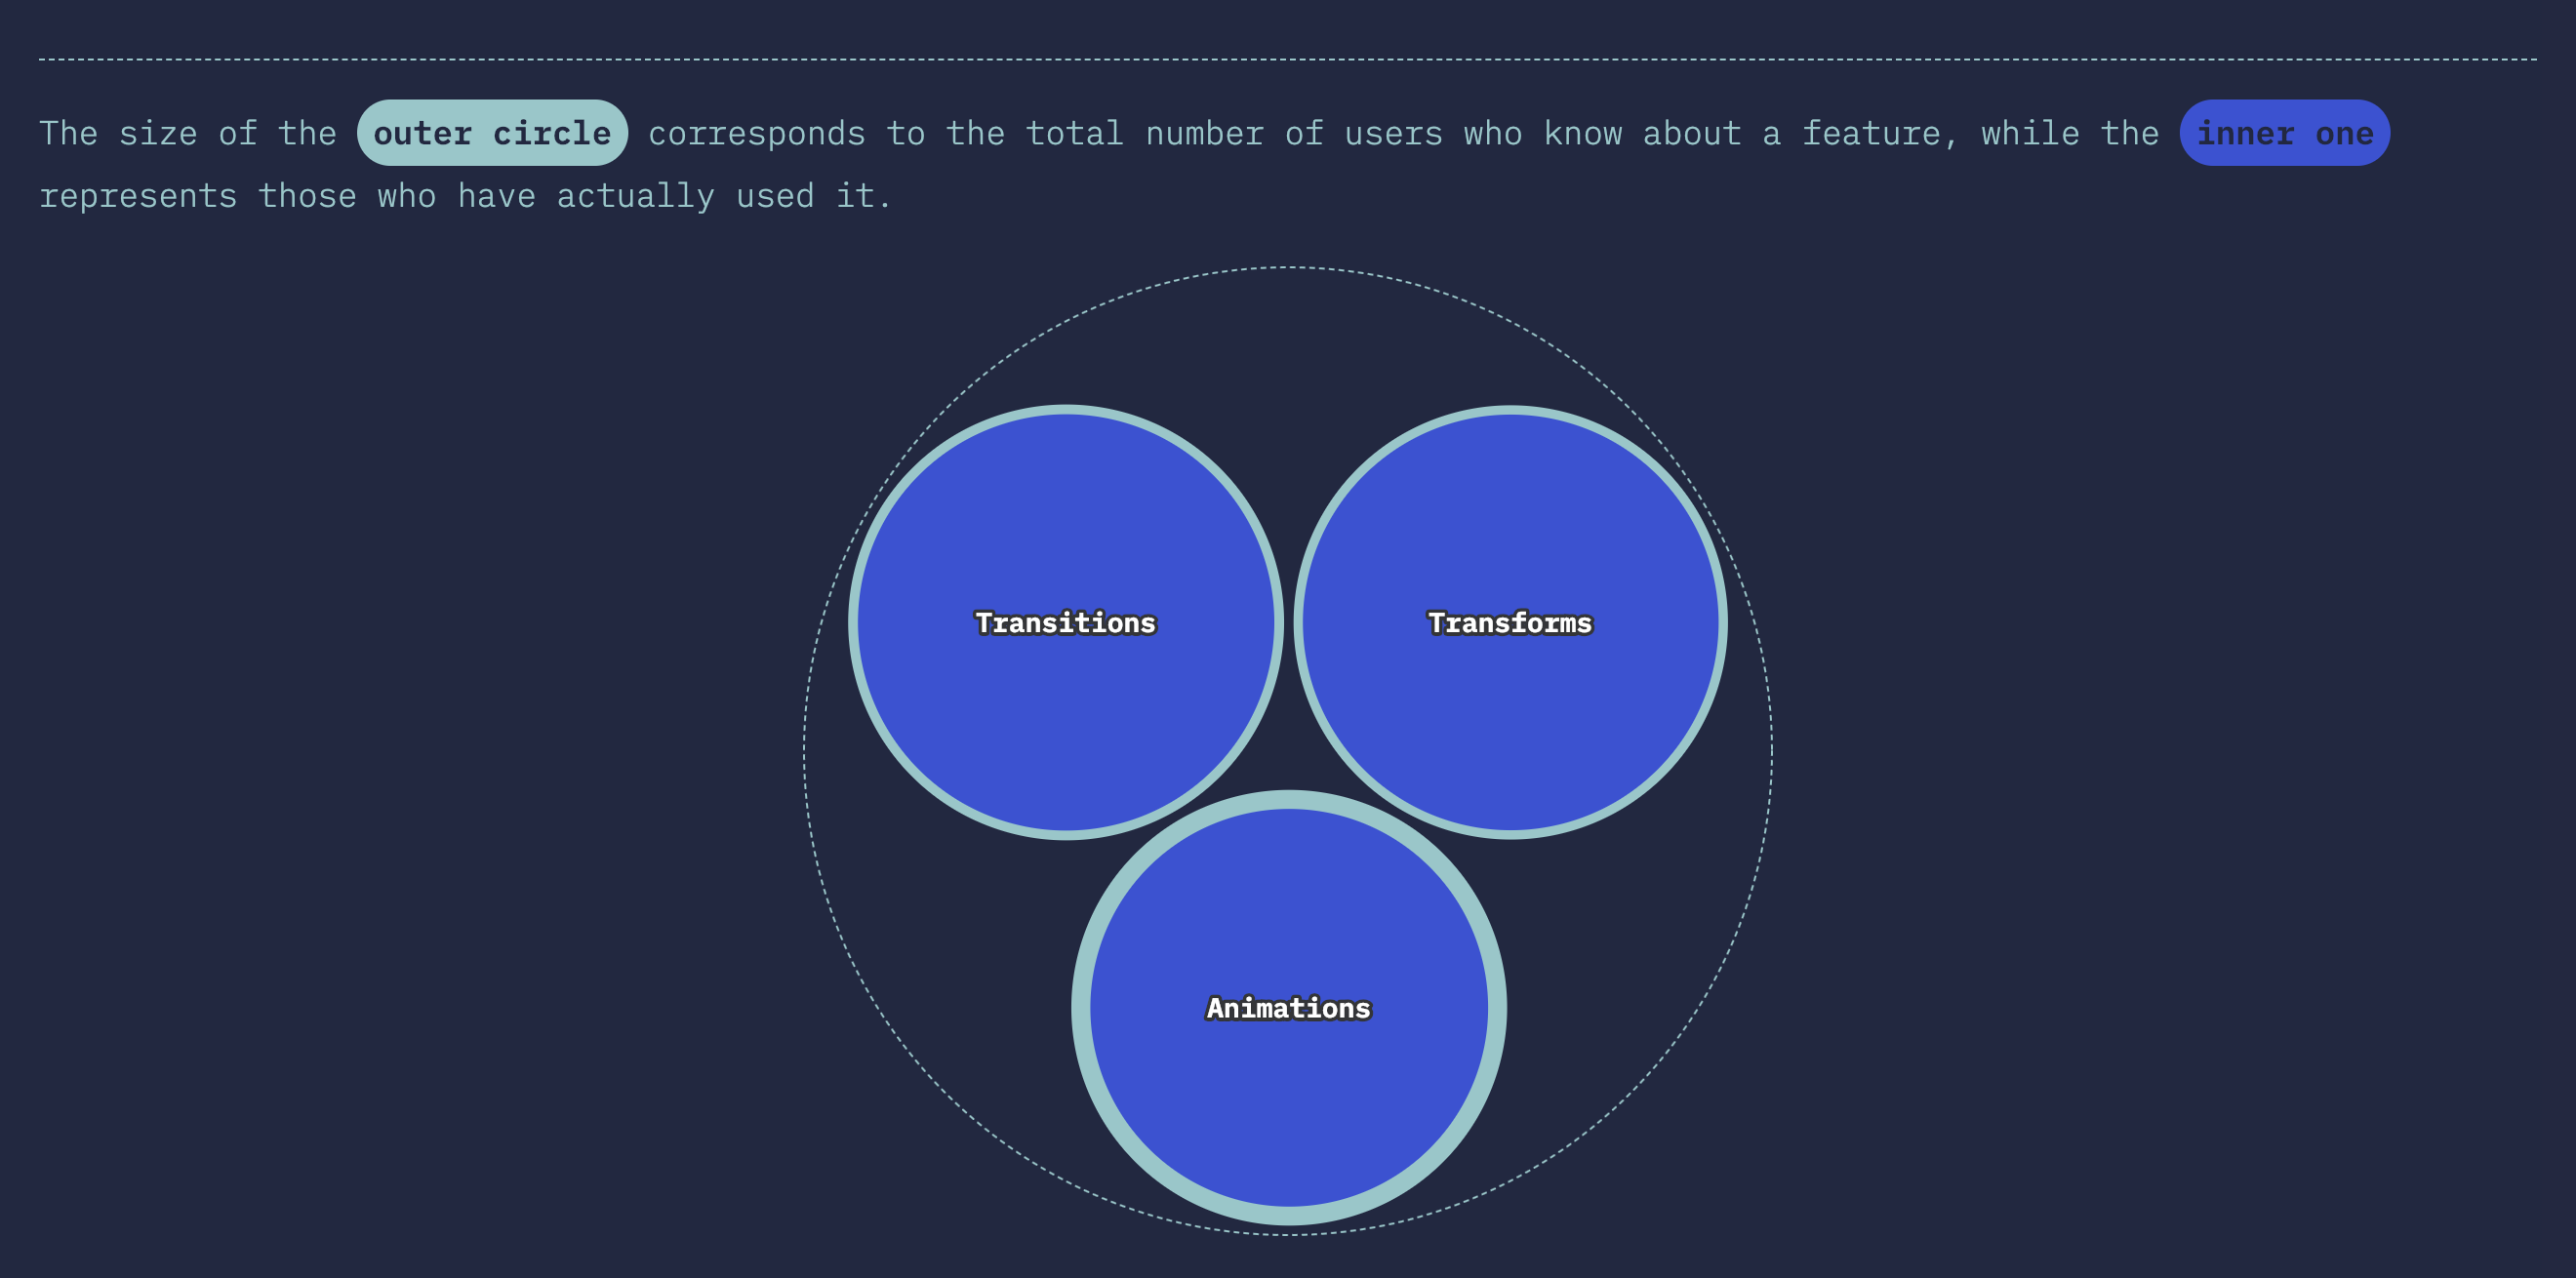 The size of the outer circle corresponds to the total number of users who know about a feature, while the inner one
represents those who have actually used it.
Transitions
Transforms
Animations